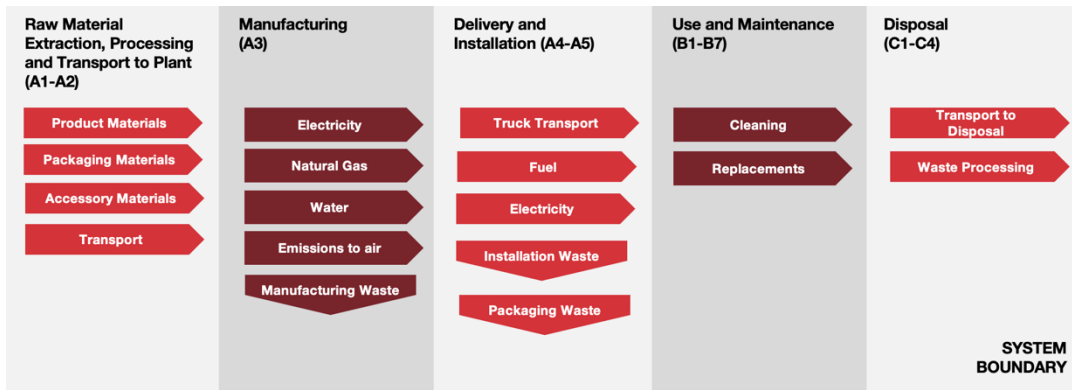 Raw Material
Extraction, Processing
and Transport to Plant
(A1-A2)
Product Materials
Packaging Materials
Accessory Materials
Transport
Manufacturing
(A3)
Electricity
Natural Gas
Water
Emissions to air
Manufacturing Waste
Delivery and
Installation (A4-A5)
Truck Transport
Fuel
Electricity
Installation Waste
Packaging Waste
Use and Maintenance
(B1-B7)
Cleaning
Replacements
Disposal
(C1-C4)
Transport to
Disposal
Waste Processing
SYSTEM
BOUNDARY